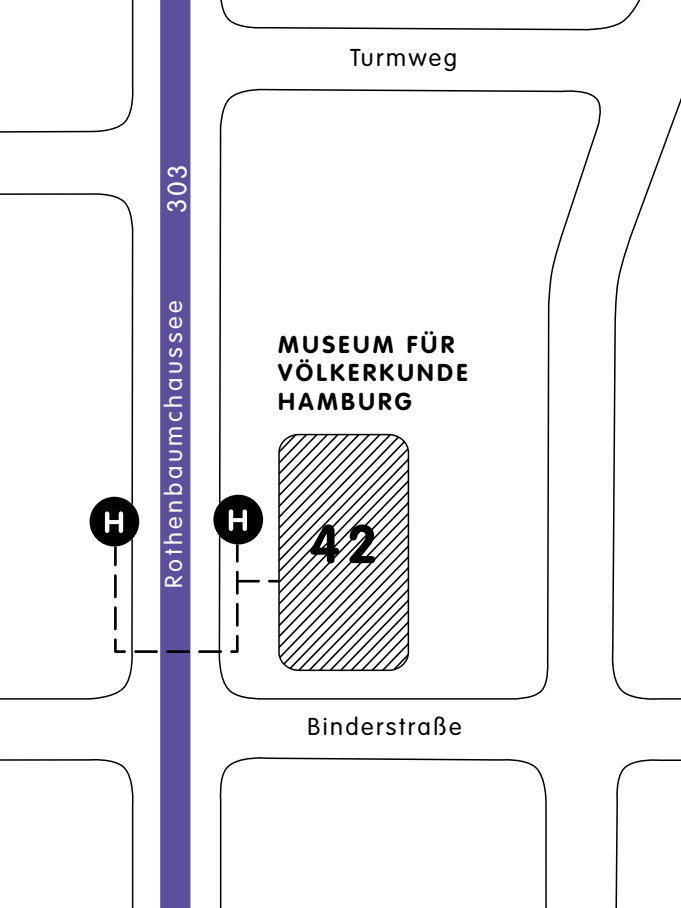 Turmweg
303
Rothenbaumchaussee
MUSEUM FÜR
VÖLKERKUNDE
HAMBURG
H
H
42
Binderstraße